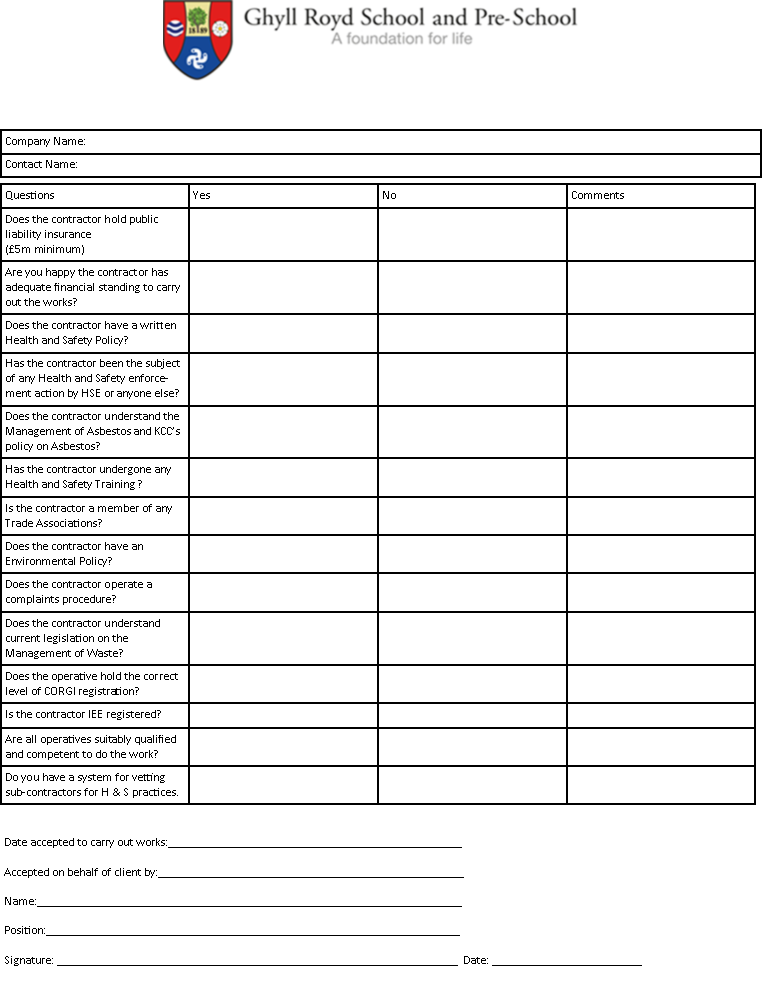 Ghyll Royd School and Pre-School
A foundation for life
Company Name:
Contact Name:
Questions Yes No Comments
Does the contractor hold public
liability insurance
(£5m minimum)
Are you happy the contractor has
adequate financial standing to carry
out the works?
Does the contractor have a written
Health and Safety Policy?
Has the contractor been the subject
of any Health and Safety enforce-
ment action by HSE or anyone else?
Does the contractor understand the
Management of Asbestos and KCC's
policy on Asbestos?
Has the contractor undergone any
Health and Safety Training ?
Is the contractor a member of any
Trade Associations?
Does the contractor have an
Environmental Policy?
Does the contractor operate a
complaints procedure?
Does the contractor understand
current legislation on the
Management of Waste?
Does the operative hold the correct
level of CORGI registration?
Is the contractor IEE registered?
Are all operatives suitably qualified
and competent to do the work?
Do you have a system for vetting
sub-contractors for H & S practices.
Date accepted to carry out works:
Accepted on behalf of client by:
Name:
Position:
Signature: Date: